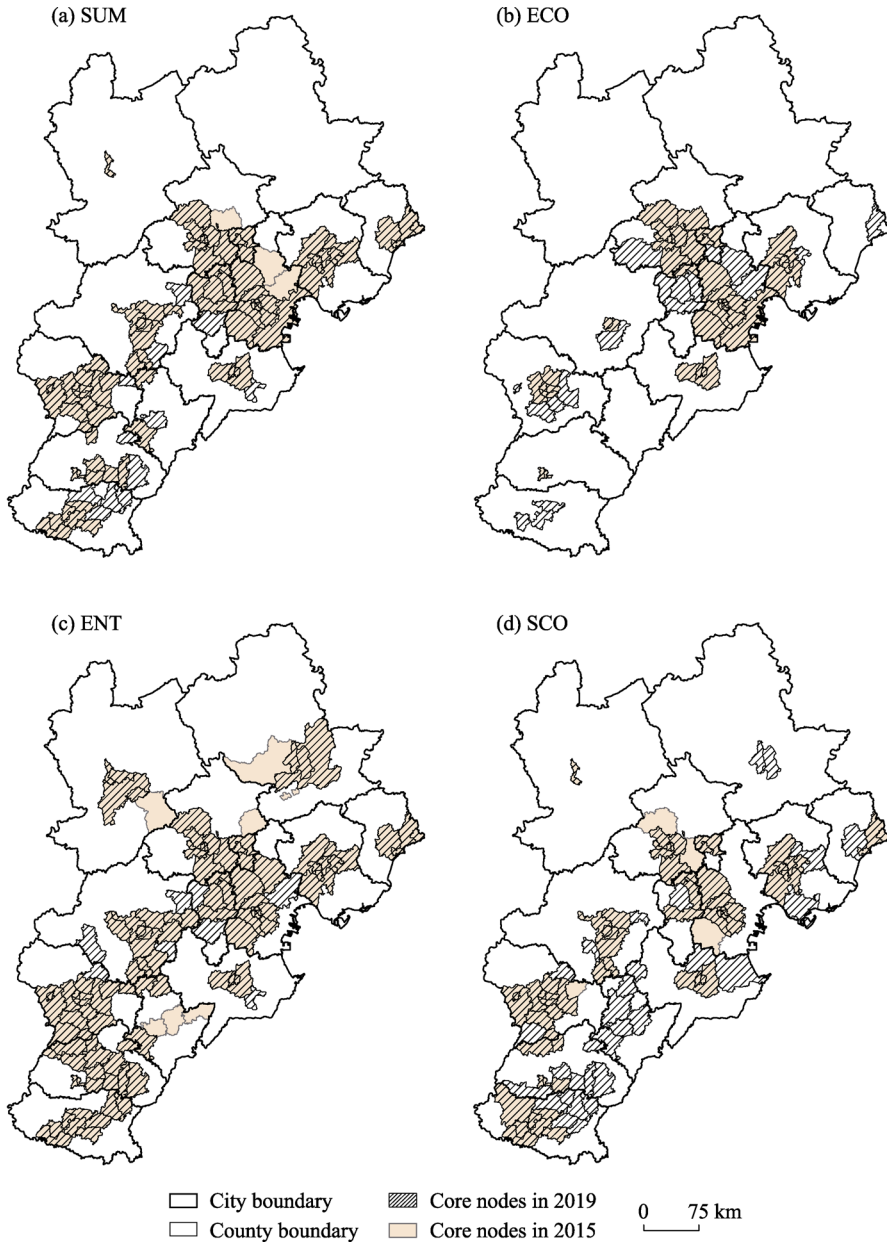 (a) SUM
(b) ECO
(c) ENT
(d) SCO
City boundary
Core nodes in 2019
0 75 km
County boundary
Core nodes in 2015